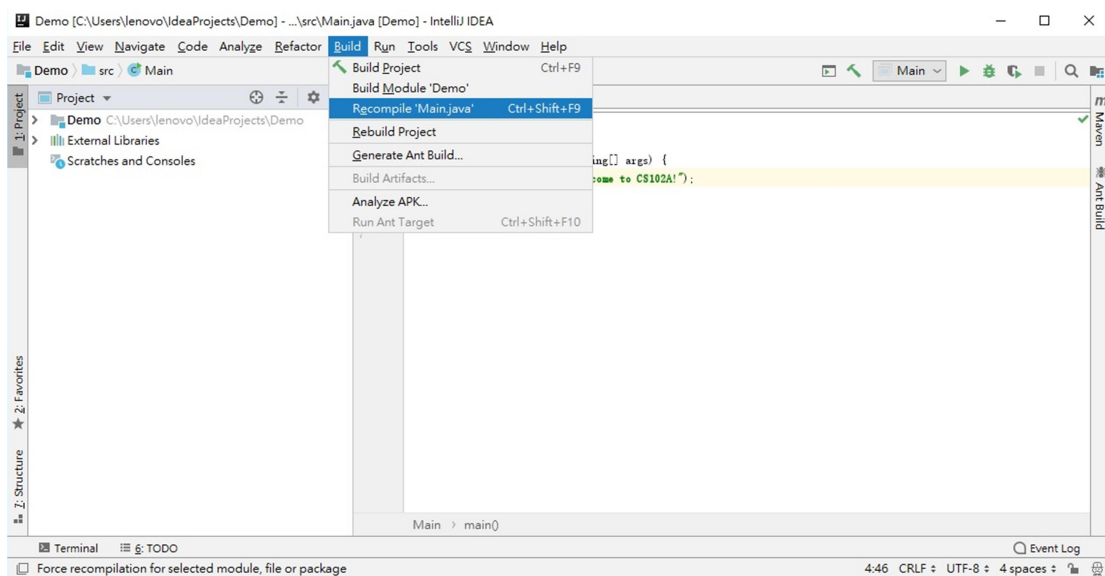 Demo [C:\Users\lenovo\IdeaProjects\Demo] - ...\src\Main.java [Demo] - IntelliJ IDEA
File Edit View Navigate Code Analyze Refactor Build Run Tools VCS Window Help
Demo src Main
Main
Project
Build Project Ctrl+F9
Build Module 'Demo'
Recompile 'Main.java' Ctrl+Shift+F9
Rebuild Project
Generate Ant Build...
Build Artifacts...
Analyze APK...
Run Ant Target Ctrl+Shift+F10
Demo C:\Users\lenovo\IdeaProjects\Demo
External Libraries
Scratches and Consoles
args) {
to CS102A!");
1: Project
2: Favorites
7: Structure
Maven
Ant Build
Main main()
Terminal 6: TODO Event Log
Force recompilation for selected module, file or package 4:46 CRLF UTF-8 4 spaces